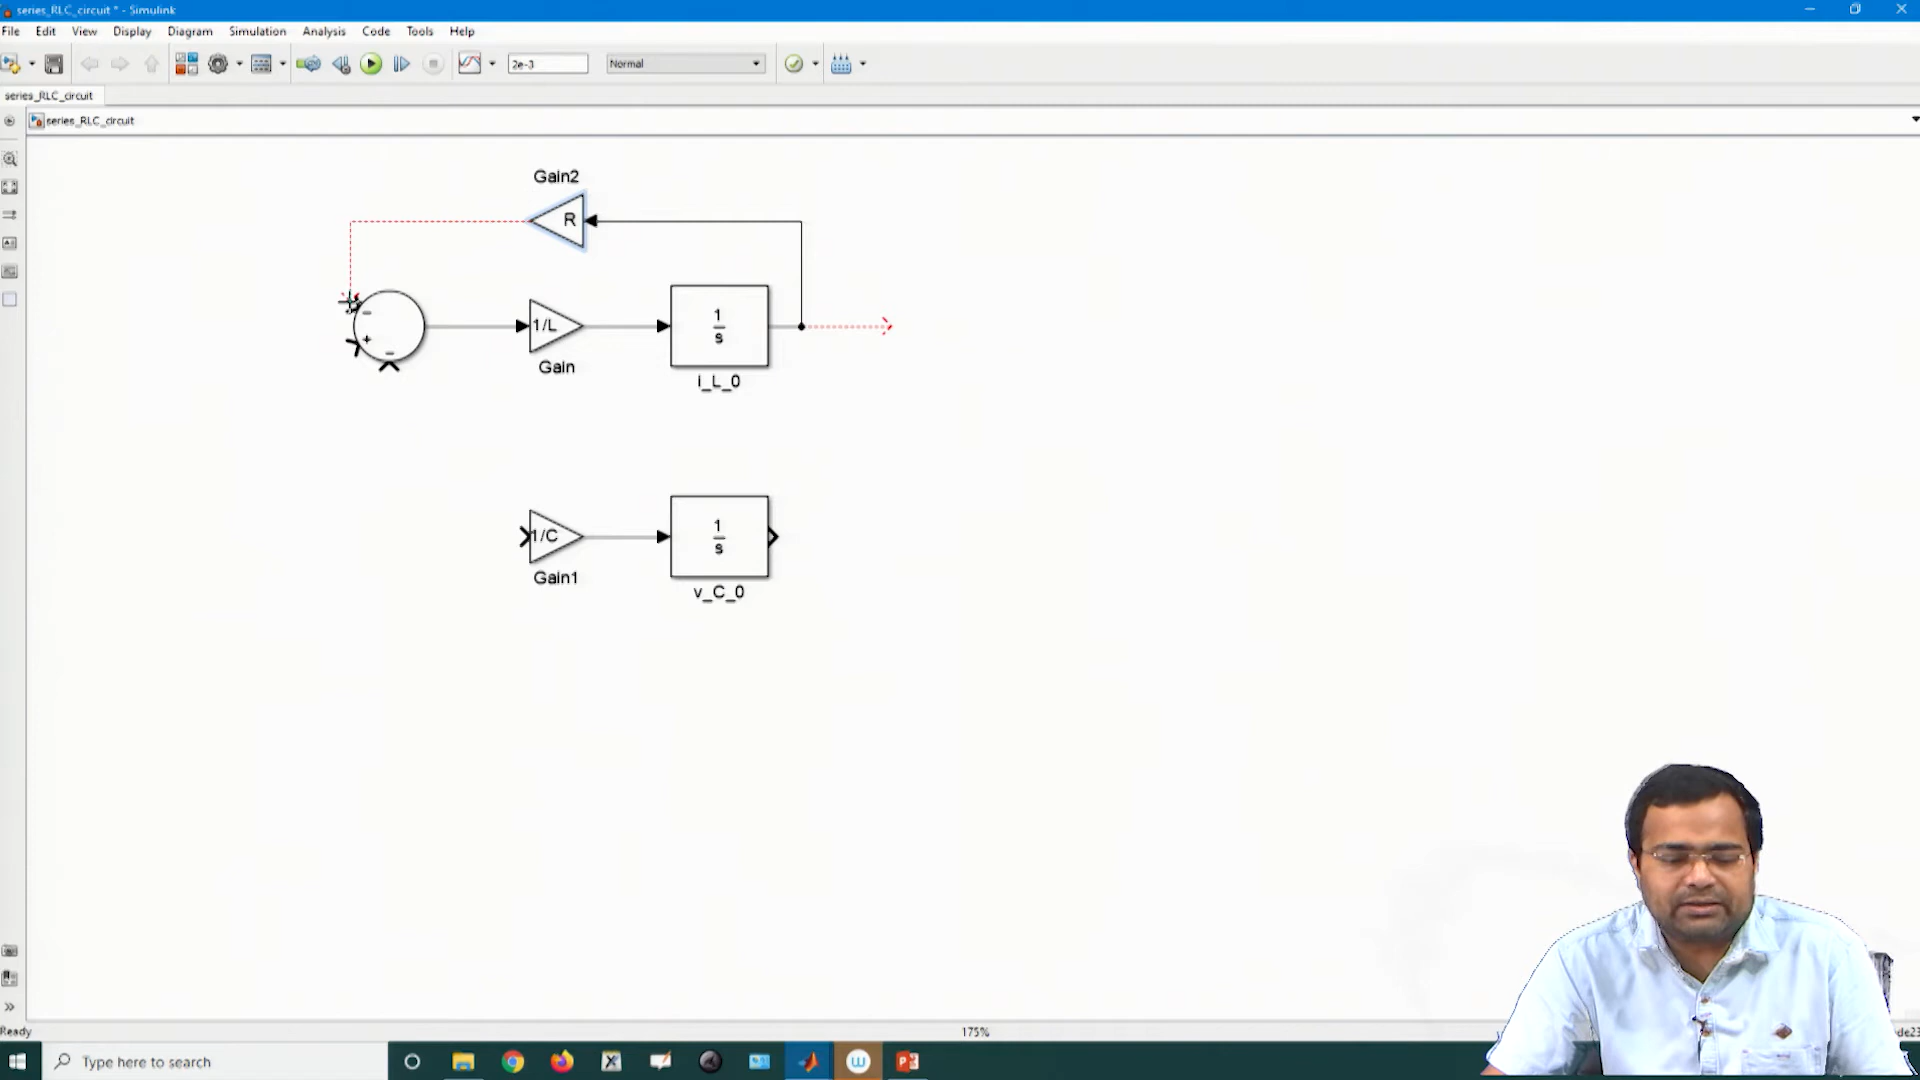 series_RLC_circuit * - Simulink
File Edit View Display Diagram Simulation Analysis Code Tools Help
2e-3 Normal
series_RLC_circuit
series_RLC_circuit
Gain2
R
1/L
1
s
Gain
i_L_0
1/C
1
s
Gain1
v_C_0
Ready 175%
Type here to search